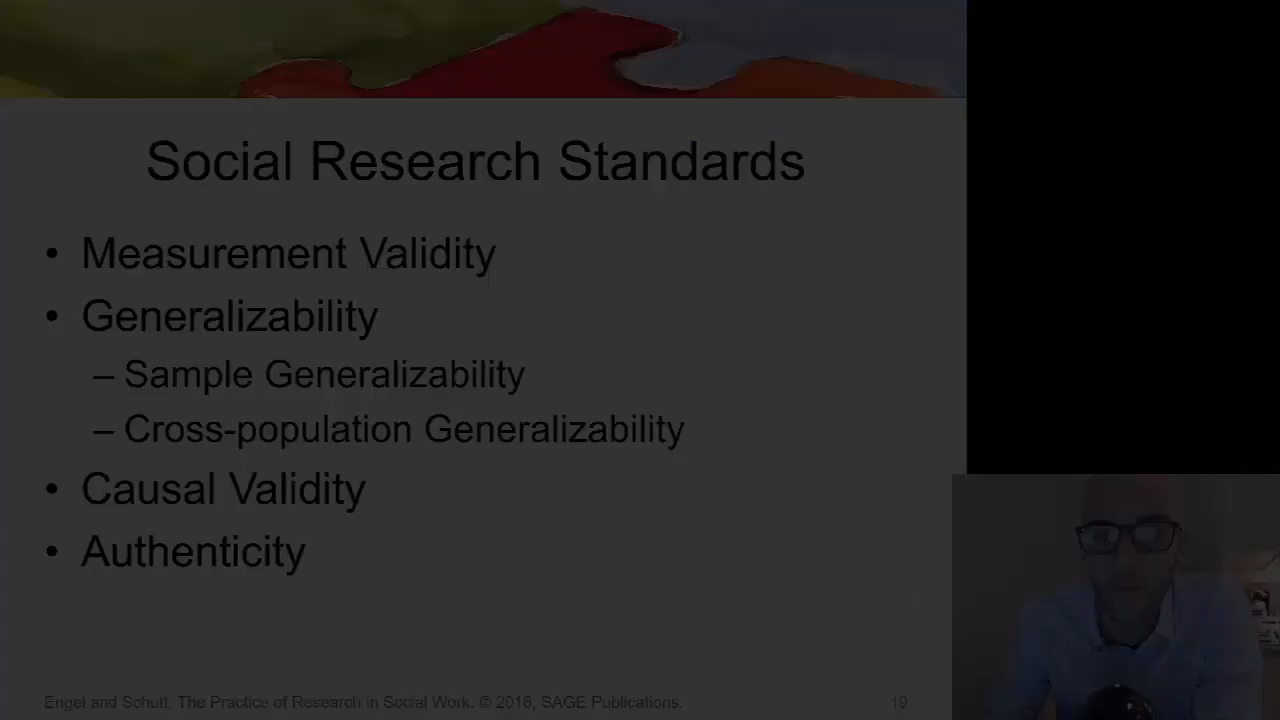 Social Research Standards
• Measurement Validity
• Generalizability
– Sample Generalizability
– Cross-population Generalizability
• Causal Validity
• Authenticity
Engel and Schutt, The Practice of Research in Social Work. © 2016, SAGE Publications. 19